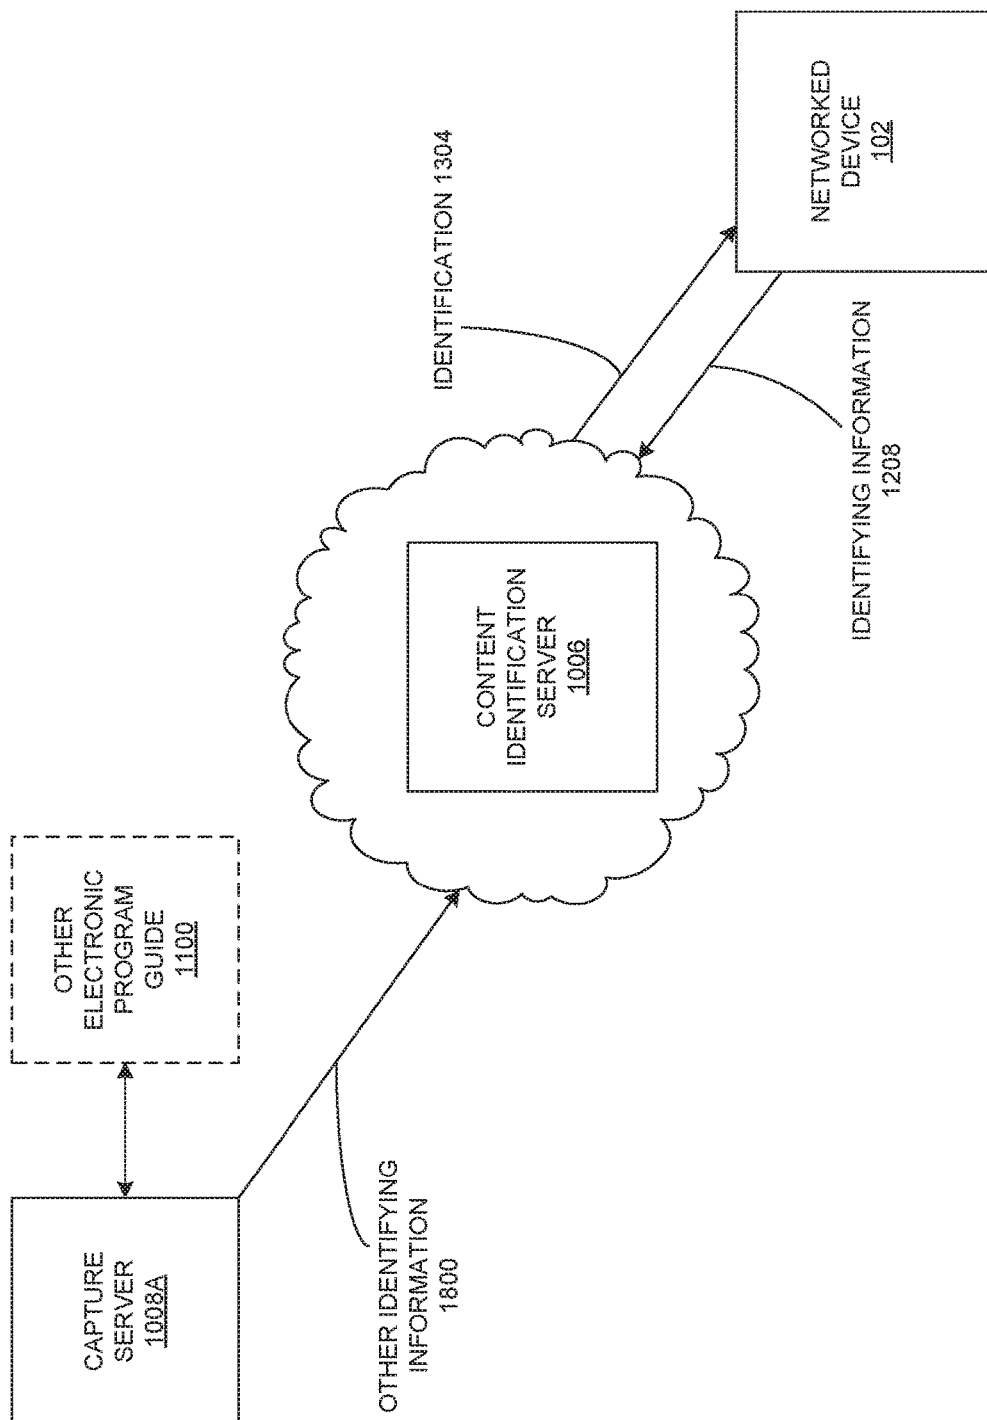 CAPTURE
SERVER
1008A
OTHER
ELECTRONIC
PROGRAM
GUIDE
1100
OTHER IDENTIFYING
INFORMATION
1800
CONTENT
IDENTIFICATION
SERVER
1006
IDENTIFICATION 1304
IDENTIFYING INFORMATION
1208
NETWORKED
DEVICE
102